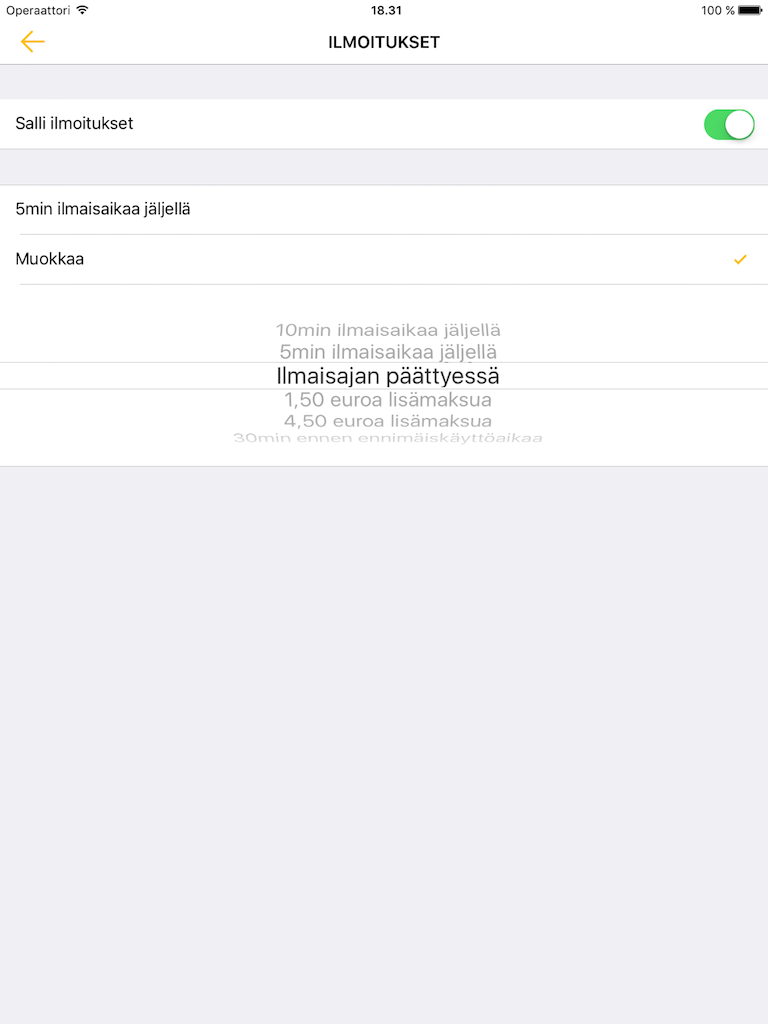 Operaattori 18.31 100 %
ILMOITUKSET
Salli ilmoitukset
5min ilmaisaikaa jäljellä
Muokkaa
10min ilmaisaikaa jäljellä
5min ilmaisaikaa jäljellä
Ilmaisajan päättyessä
1,50 euroa lisämaksua
4,50 euroa lisämaksua
30min ennen ennimäiskäyttöaikaa